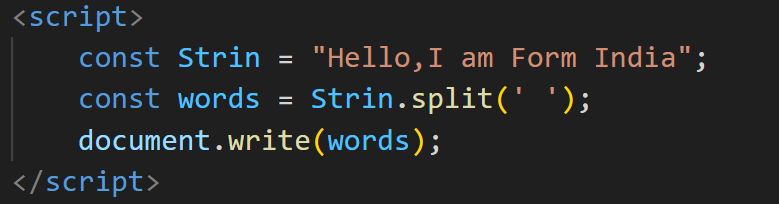 <script>
const Strin = "Hello,I am Form India";
const words = Strin.split(' ');
document.write(words);
</script>